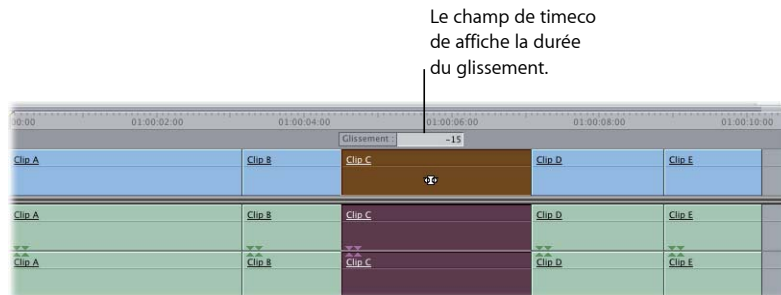 Le champ de timeco
de affiche la durée
du glissement.
00:00 01:00:02:00 01:00:04:00 01:00:06:00 01:00:08:00 01:00:10:00
Glissement : -15
Clip A Clip B Clip C Clip D Clip E
Clip A Clip B Clip C Clip D Clip E
Clip A Clip B Clip C Clip D Clip E